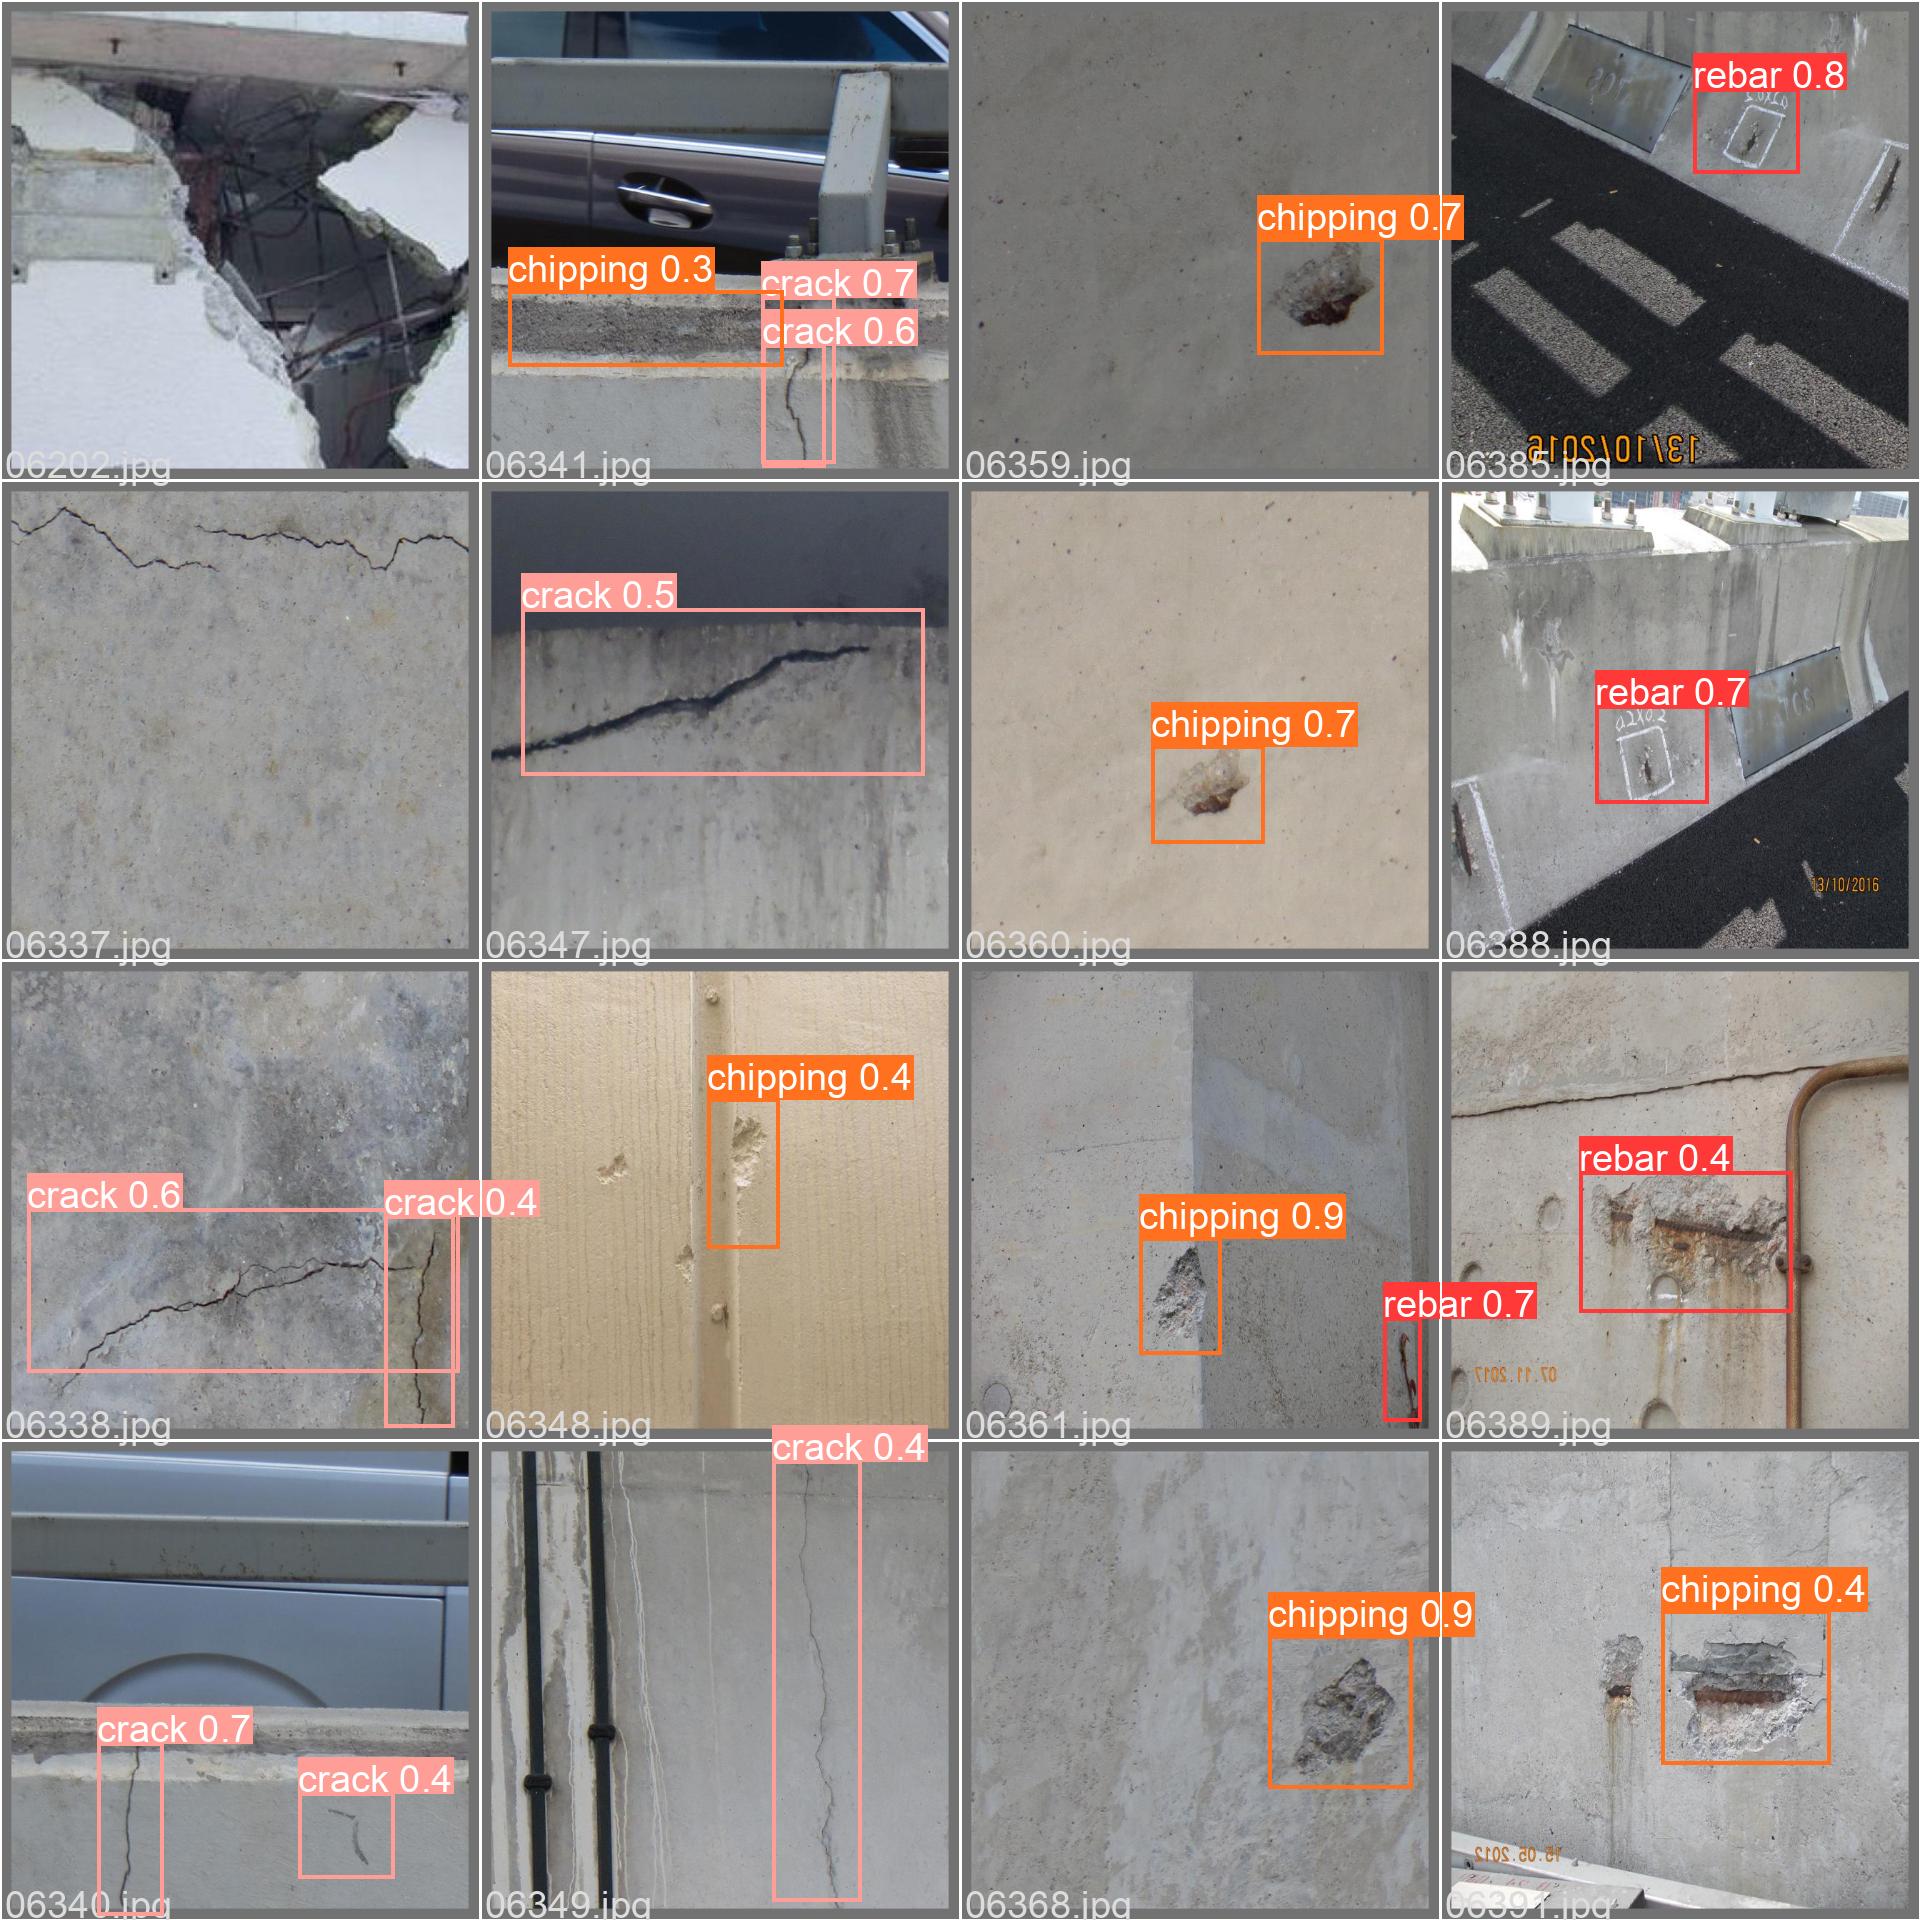 rebar 0.8
chipping 0.7
chipping 0.3
crack 0.7
crack 0.6
13/10/2016
06202.jpg
06341.jpg
06359.jpg
06385.jpg
crack 0.5
rebar 0.7
chipping 0.7
0.2X0.2
13/10/2016
06337.jpg
06347.jpg
06360.jpg
06388.jpg
chipping 0.4
rebar 0.4
crack 0.6
crack 0.4
chipping 0.9
rebar 0.7
07.11.2017
06338.jpg
06348.jpg
06361.jpg
06389.jpg
crack 0.4
chipping 0.4
chipping 0.9
crack 0.7
crack 0.4
15.05.2012
06340.jpg
06349.jpg
06368.jpg
06391.jpg